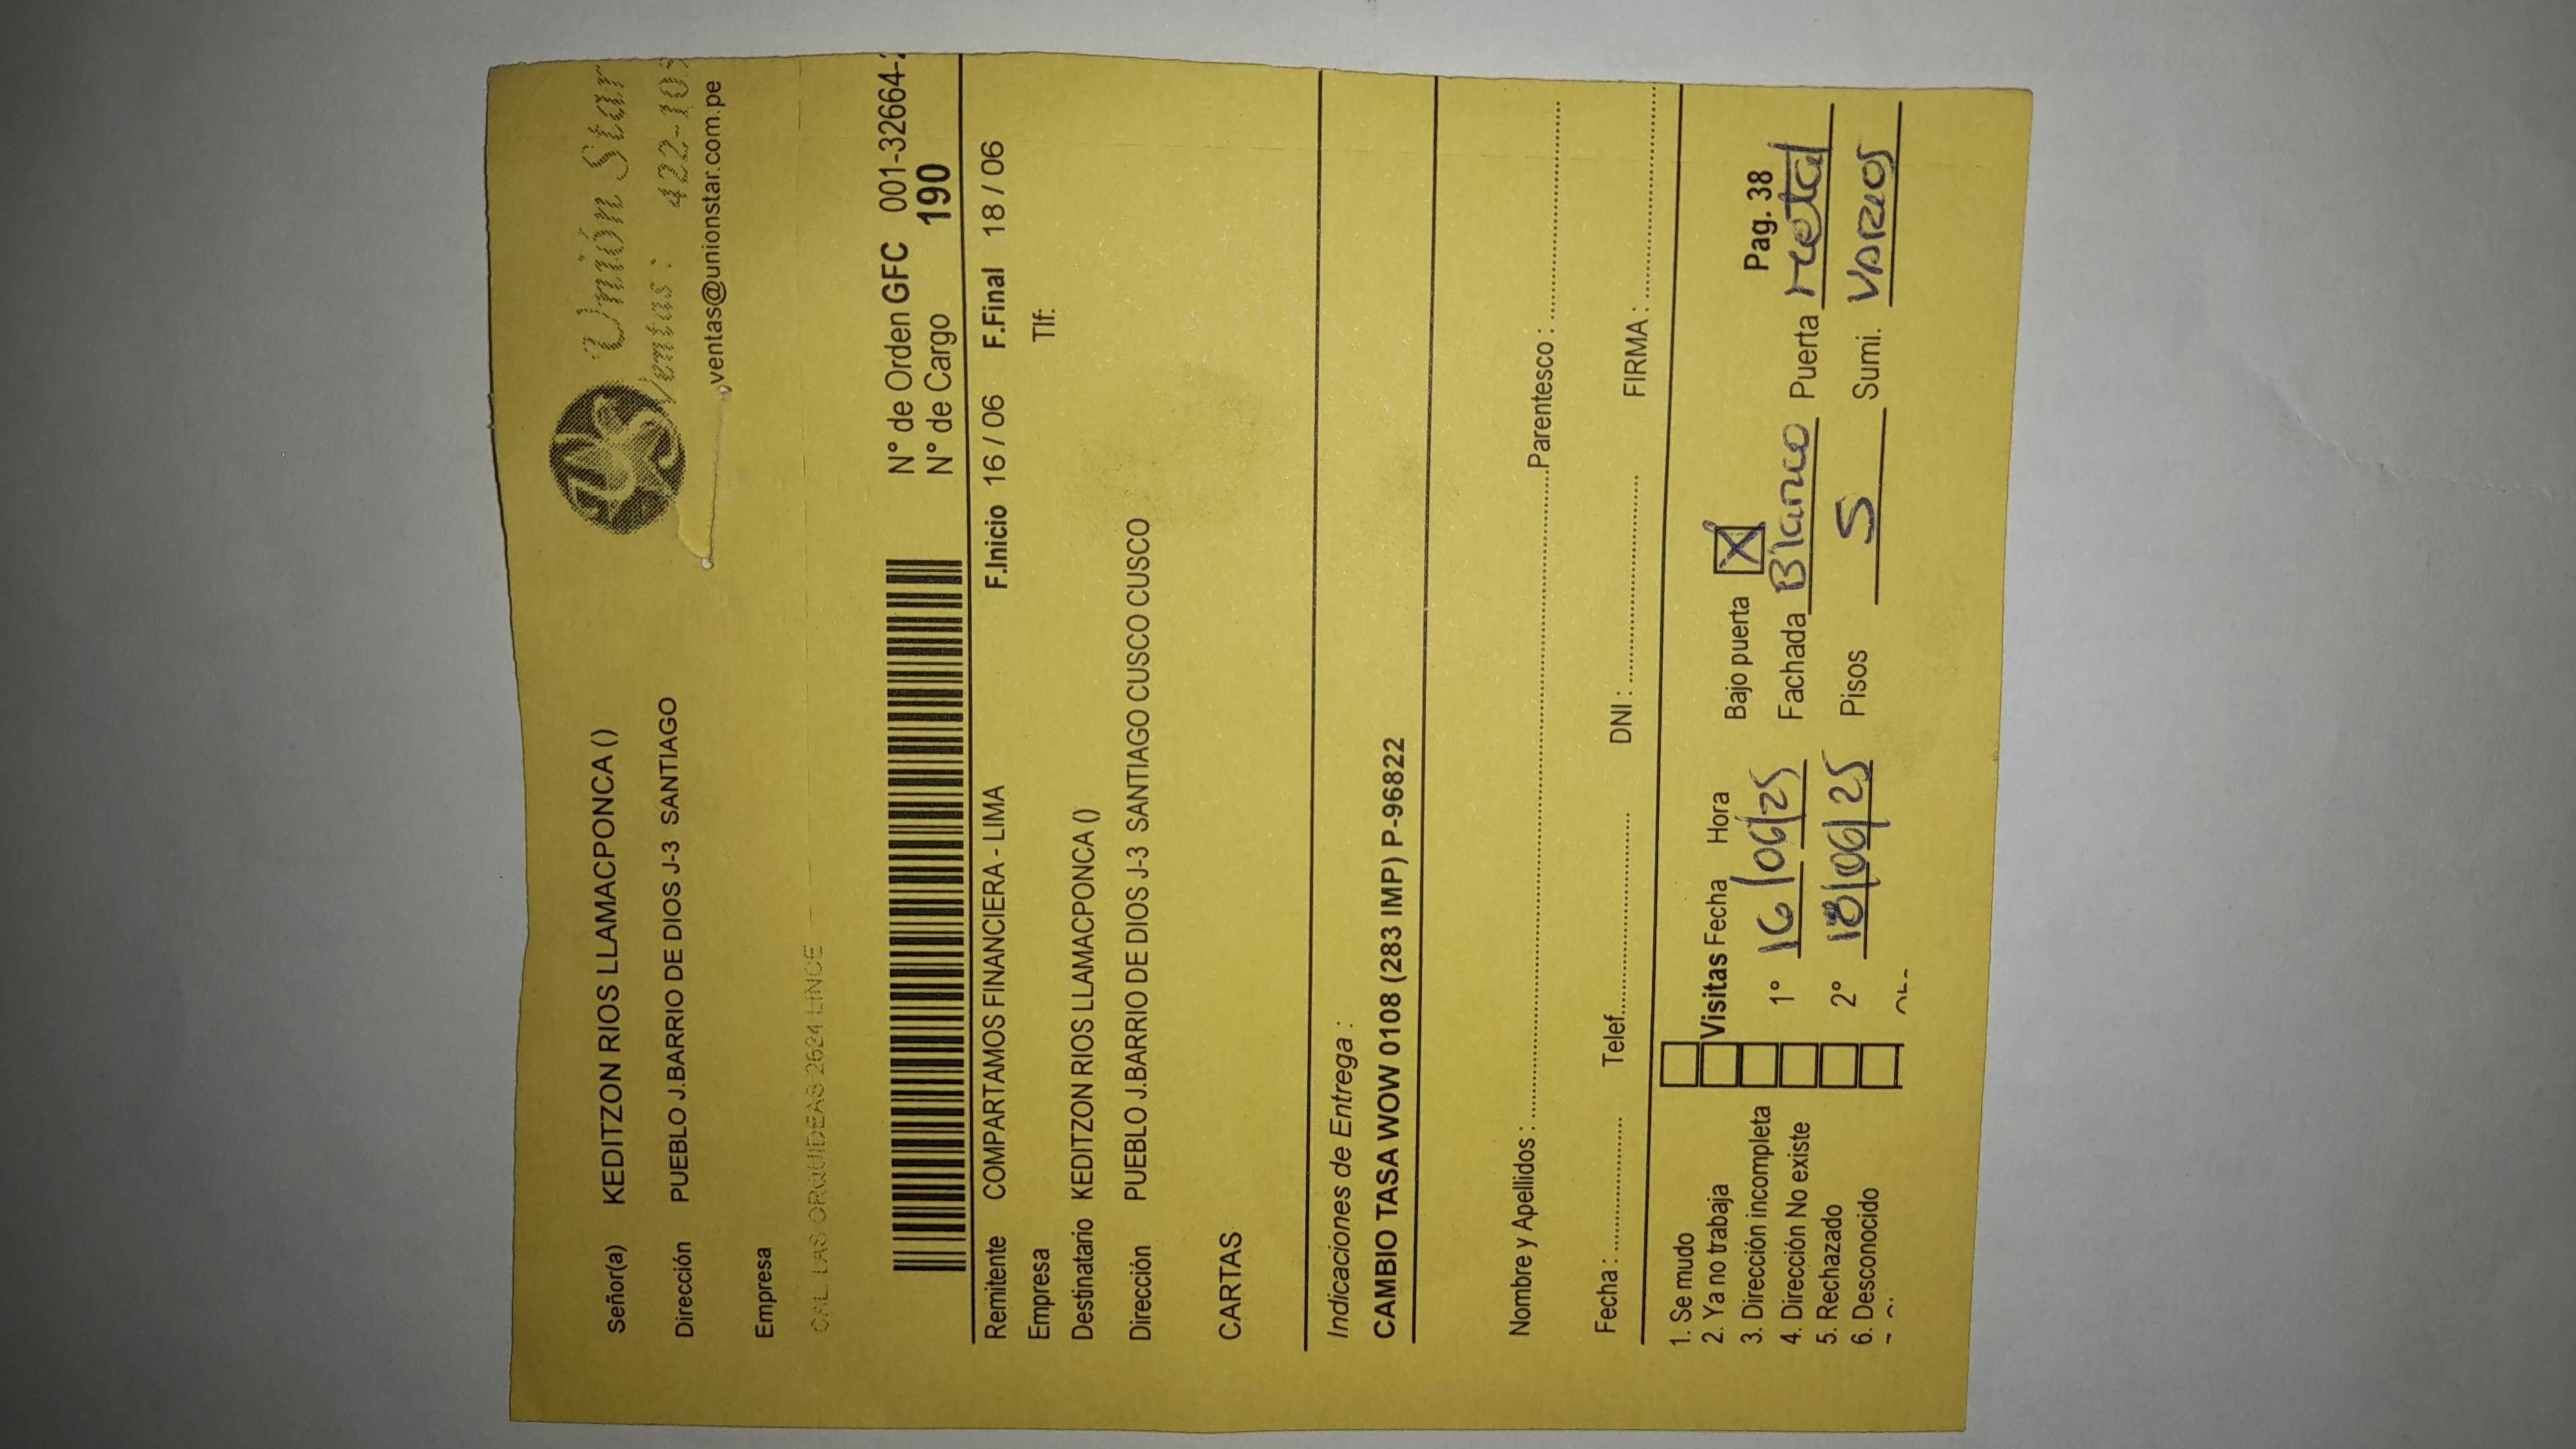 Unión Star
Ventas: 422-10
ventas@unionstar.com.pe
Señor(a) KEDITZON RIOS LLAMACPONCA ()
Dirección PUEBLO J.BARRIO DE DIOS J-3 SANTIAGO
Empresa
CAL. LAS ORQUIDEAS 2624 LINCE
N° de Orden GFC 001-32664-
N° de Cargo 190
Remitente COMPARTAMOS FINANCIERA - LIMA F.Inicio 16 / 06 F.Final 18 / 06
Empresa Tlf:
Destinatario KEDITZON RIOS LLAMACPONCA ()
Dirección PUEBLO J.BARRIO DE DIOS J-3 SANTIAGO CUSCO CUSCO
CARTAS
Indicaciones de Entrega :
CAMBIO TASA WOW 0108 (283 IMP) P-96822
Nombre y Apellidos : Parentesco :
Fecha : Telef. DNI : FIRMA :
1. Se mudo
2. Ya no trabaja
3. Dirección incompleta
4. Dirección No existe
5. Rechazado
6. Desconocido
Visitas Fecha Hora Bajo puerta X Pag. 38
1° 16/06/25 Fachada Blanco Puerta metal
2° 18/06/25 Pisos 5 Sumi. VARIOS